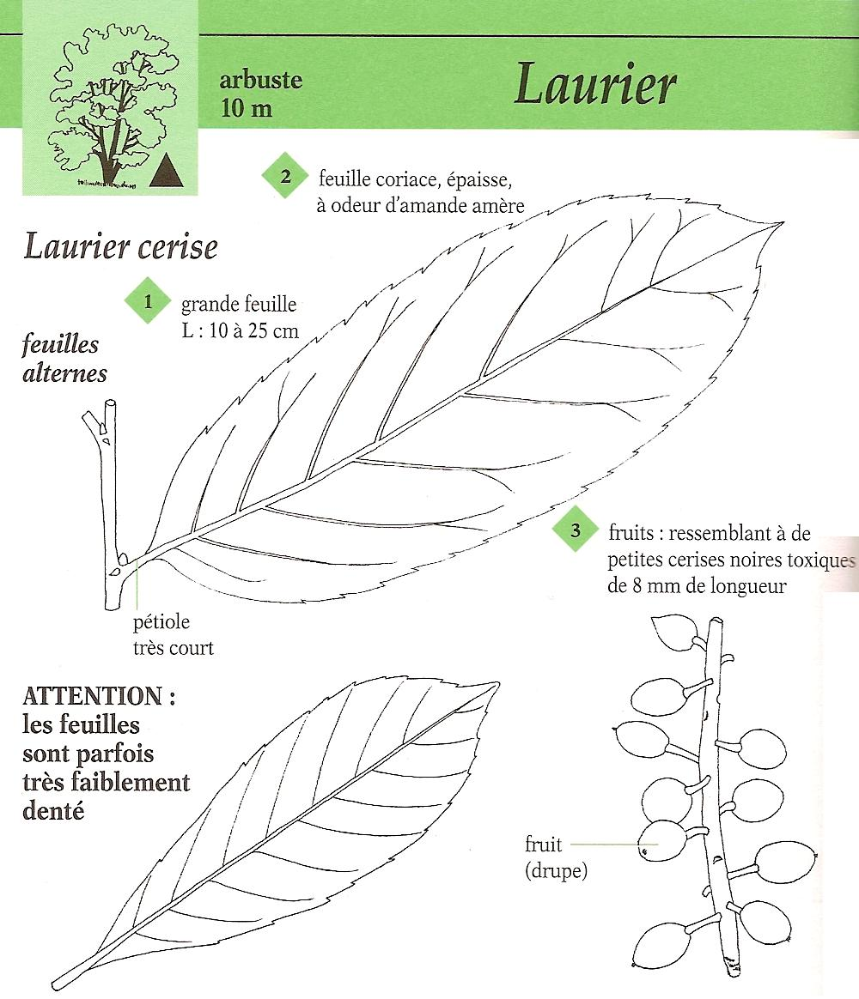 arbuste
10 m
Laurier
Laurier cerise
2
feuille coriace, épaisse,
à odeur d'amande amère
1
grande feuille
L : 10 à 25 cm
feuilles
alternes
pétiole
très court
3
fruits : ressemblant à de
petites cerises noires toxiques
de 8 mm de longueur
ATTENTION :
les feuilles
sont parfois
très faiblement
denté
fruit
(drupe)